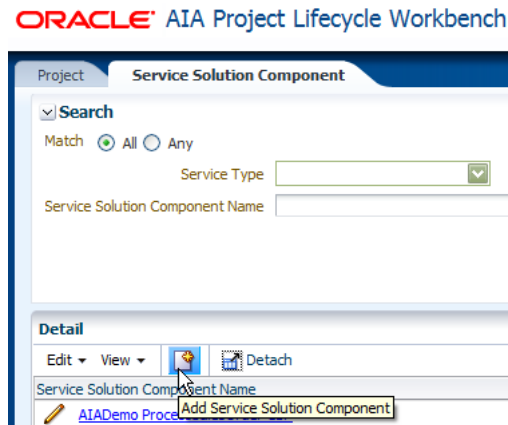 ORACLE AIA Project Lifecycle Workbench
Project Service Solution Component
Search
Match All Any
Service Type
Service Solution Component Name
Detail
Edit View Detach
Service Solution Component Name
Add Service Solution Component
AIADemo